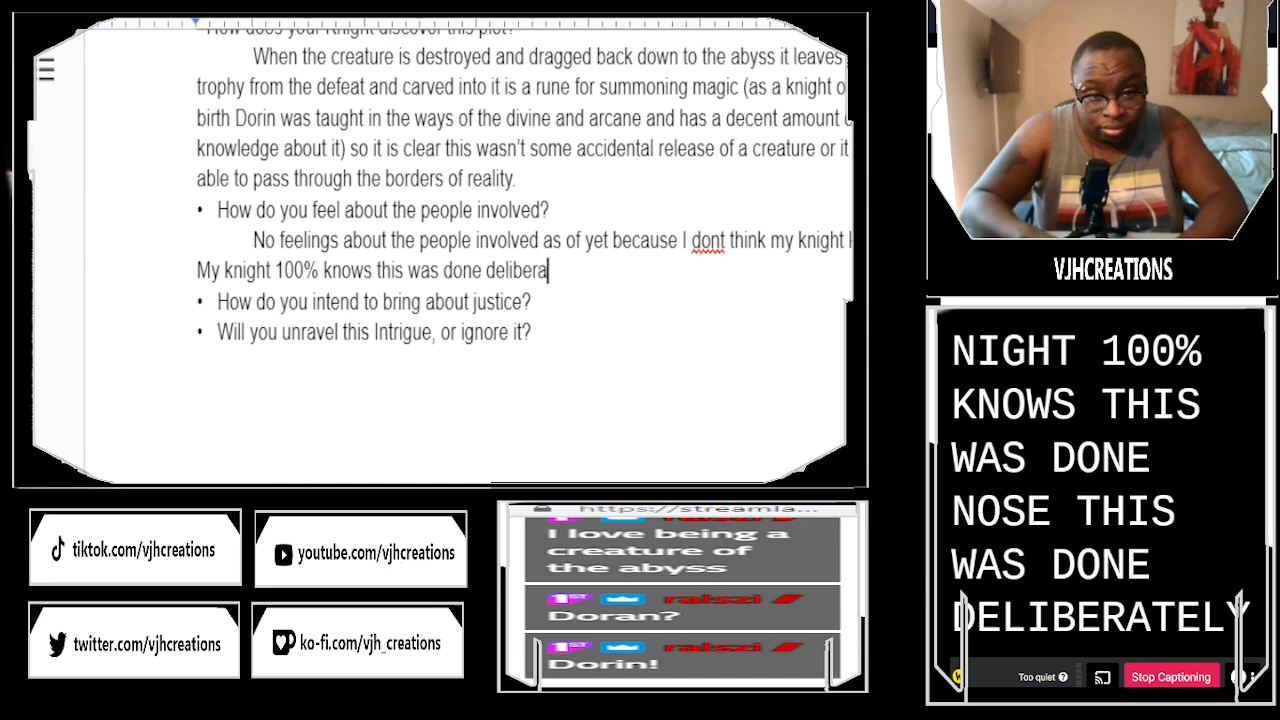 How does your Knight discover this plot?
When the creature is destroyed and dragged back down to the abyss it leaves
trophy from the defeat and carved into it is a rune for summoning magic (as a knight o
birth Dorin was taught in the ways of the divine and arcane and has a decent amount
knowledge about it) so it is clear this wasn't some accidental release of a creature or it
able to pass through the borders of reality.
• How do you feel about the people involved?
No feelings about the people involved as of yet because I dont think my knight
My knight 100% knows this was done delibera
• How do you intend to bring about justice?
• Will you unravel this Intrigue, or ignore it?
VJHCREATIONS
NIGHT 100%
KNOWS THIS
WAS DONE
NOSE THIS
WAS DONE
DELIBERATELY
Too quiet
Stop Captioning
tiktok.com/vjhcreations
youtube.com/vjhcreations
twitter.com/vjhcreations
ko-fi.com/vjh_creations
https://streamla...
I love being a
creature of
the abyss
1ST ralszi
Doran?
1ST ralszi
Dorin!